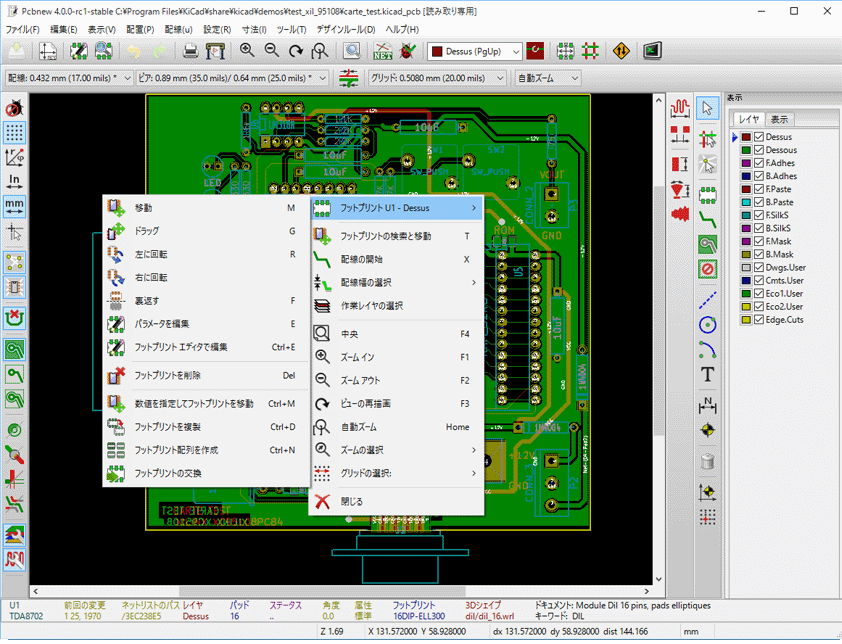 Pcbnew 4.0.0-rc1-stable C:¥Program Files¥KiCad¥share¥kicad¥demos¥test_xil_95108¥carte_test.kicad_pcb [読み取り専用]
ファイル(F) 編集(E) 表示(V) 配置(P) 配線(u) 設定(R) 寸法(I) ツール(T) デザインルール(D) ヘルプ(H)
NET Dessus (PgUp)
配線: 0.432 mm (17.00 mils) * ビア: 0.89 mm (35.0 mils)/ 0.64 mm (25.0 mils) * グリッド: 0.5080 mm (20.00 mils) 自動ズーム
表示
レイヤ 表示
Dessus
Dessous
F.Adhes
B.Adhes
F.Paste
B.Paste
F.SilkS
B.SilkS
F.Mask
B.Mask
Dwgs.User
Cmts.User
Eco1.User
Eco2.User
Edge.Cuts
In
mm
10uF
10uF
10uF
LED
SW2
SW_PUSH
SW_PUSH
VOUT
CONN_2
P3
GND
ROM
U5
10uF
1N4004
+12V
GND
CONN_3
P2
移動 M
ドラッグ G
左に回転 R
右に回転
裏返す F
パラメータを編集 E
フットプリント エディタで編集 Ctrl+E
フットプリントを削除 Del
数値を指定してフットプリントを移動 Ctrl+M
フットプリントを複製 Ctrl+D
フットプリント配列を作成 Ctrl+N
フットプリントの交換
フットプリント U1 - Dessus
フットプリントの検索と移動 T
配線の開始 X
配線幅の選択
作業レイヤの選択
中央 F4
ズーム イン F1
ズーム アウト F2
ビューの再描画 F3
自動ズーム Home
ズームの選択
グリッドの選択:
閉じる
U1 前回の変更 ネットリストのパス レイヤ パッド ステータス 角度 属性 フットプリント 3Dシェイプ ドキュメント: Module Dil 16 pins, pads elliptiques
TDA8702 1 25, 1970 /3EC238E5 Dessus 16 .. 0.0 標準 16DIP-ELL300 dil/dil_16.wrl キーワード: DIL
Z 1.69 X 131.572000 Y 58.928000 dx 131.572000 dy 58.928000 dist 144.166 mm